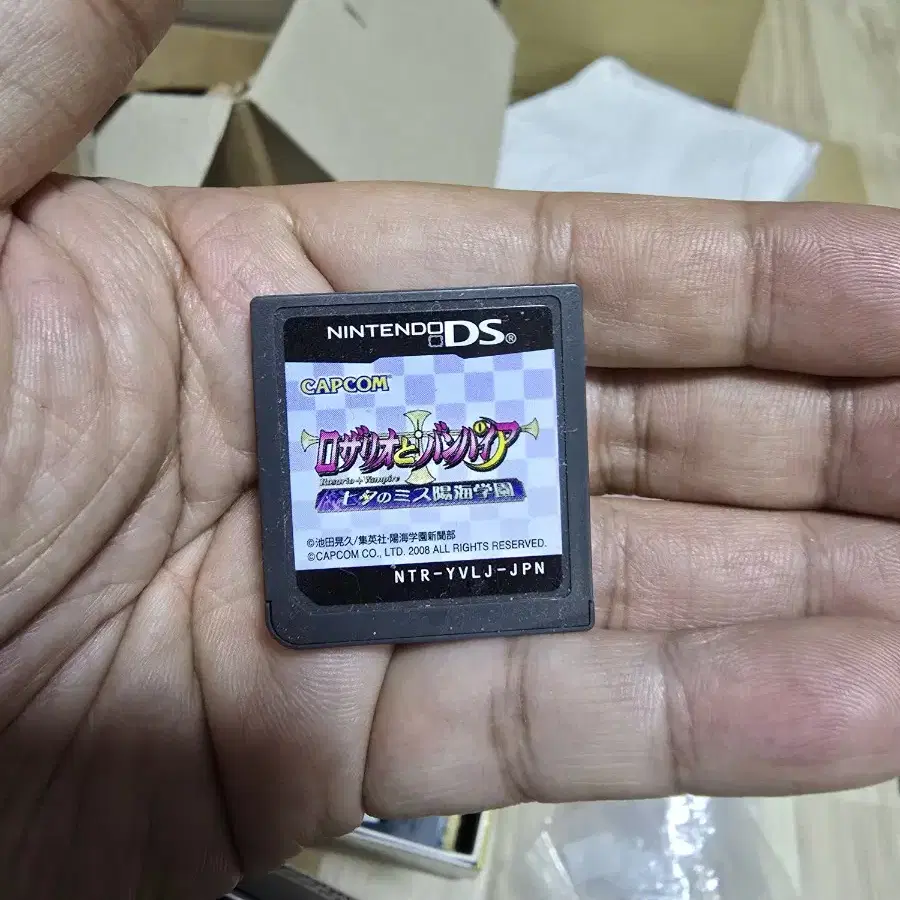 NINTENDO DS®
CAPCOM™
ロザリオとバンパイア
Rosario+Vampire
七夕のミス陽海学園
©池田晃久/集英社・陽海学園新聞部
©CAPCOM CO., LTD. 2008 ALL RIGHTS RESERVED.
NTR-YVLJ-JPN